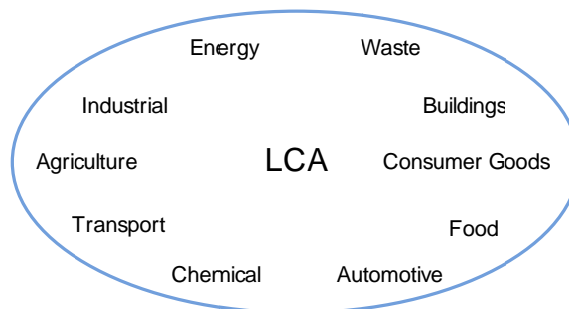 Energy
Waste
Industrial
Buildings
Agriculture
LCA
Consumer Goods
Transport
Food
Chemical
Automotive